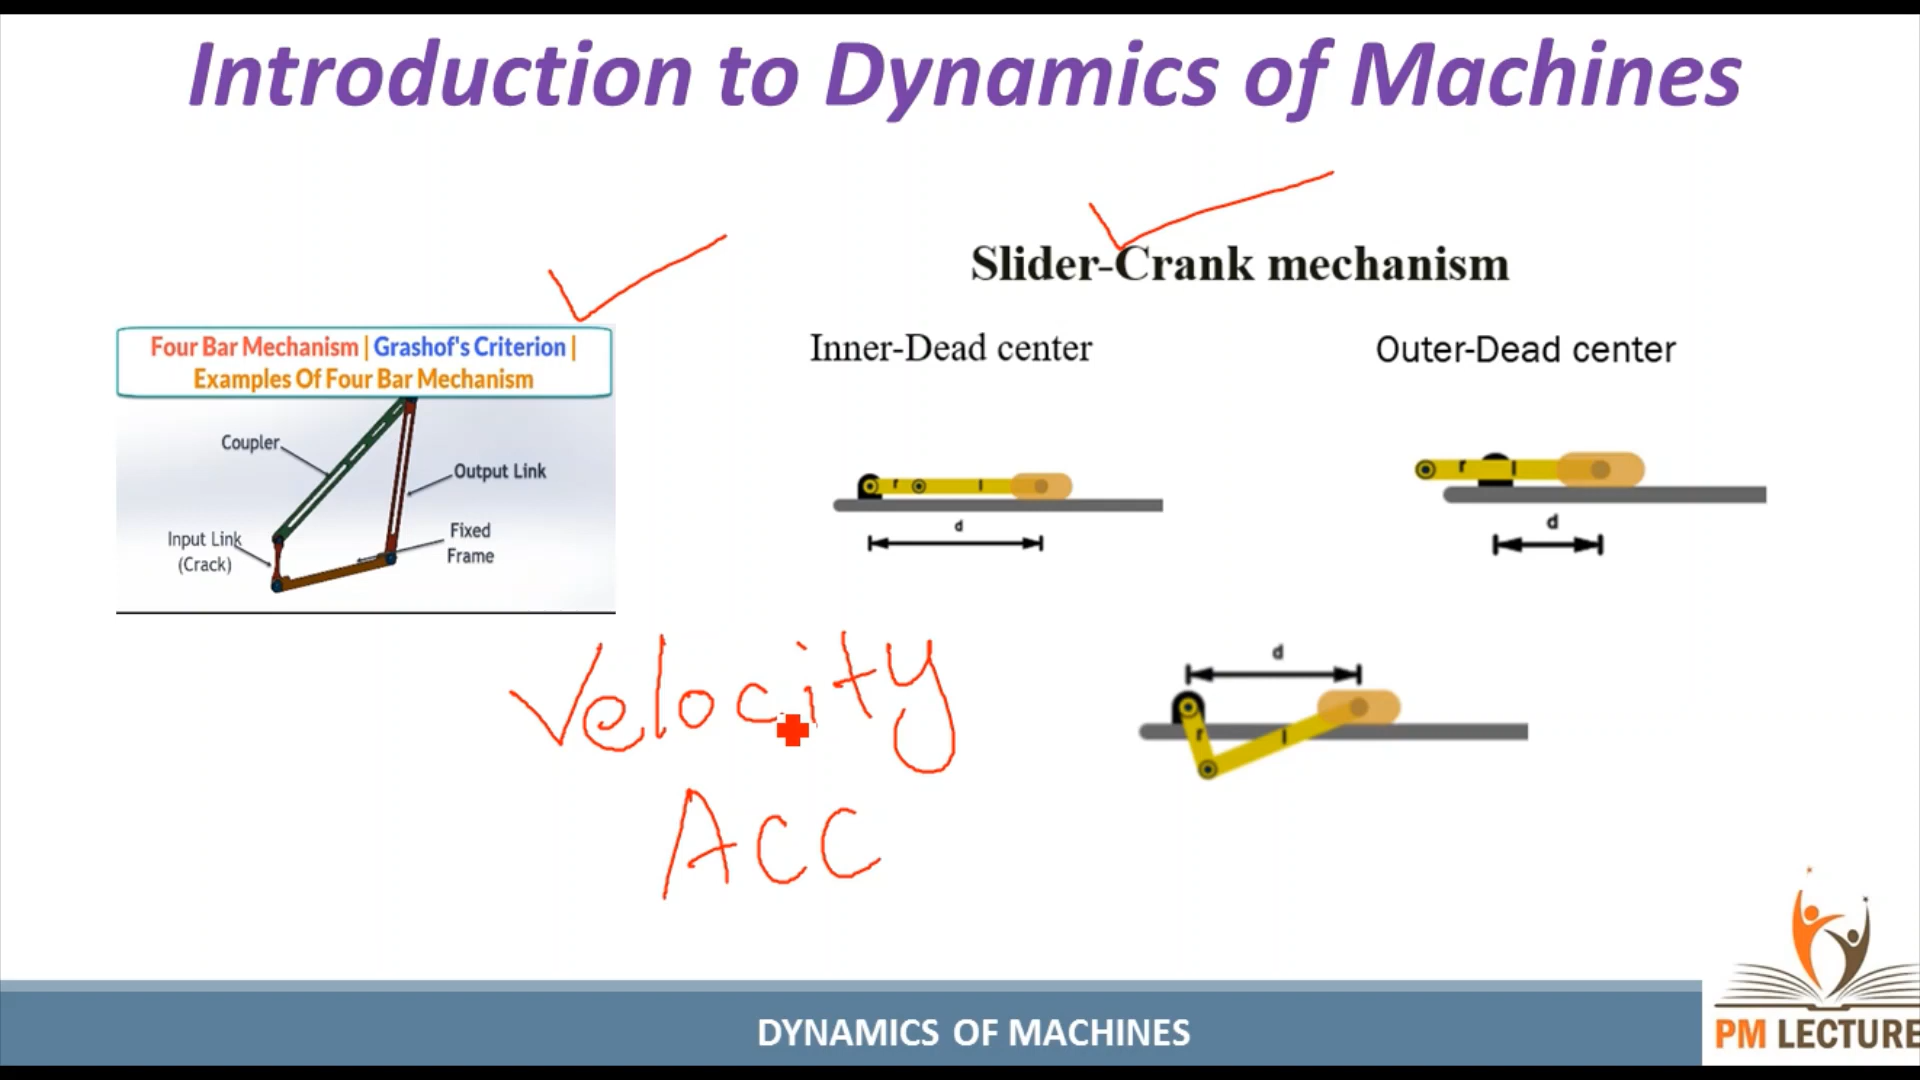 Introduction to Dynamics of Machines
Slider-Crank mechanism
Four Bar Mechanism | Grashof's Criterion |
Examples Of Four Bar Mechanism
Coupler
Output Link
Input Link
(Crack)
Fixed
Frame
Inner-Dead center
r l
d
Outer-Dead center
r l
d
d
r l
Velocity
ACC
DYNAMICS OF MACHINES
PM LECTURE